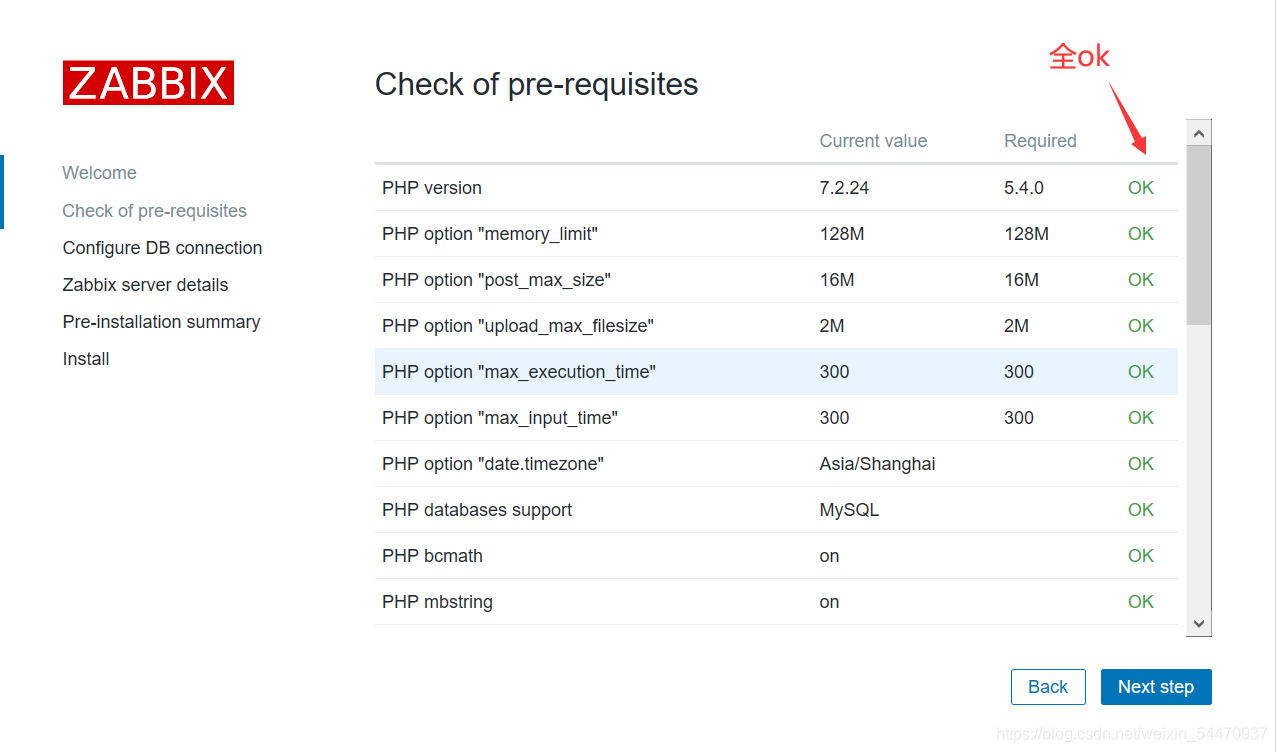 全ok
ZABBIX
Check of pre-requisites
Welcome
Check of pre-requisites
Configure DB connection
Zabbix server details
Pre-installation summary
Install
Current value Required
PHP version 7.2.24 5.4.0 OK
PHP option "memory_limit" 128M 128M OK
PHP option "post_max_size" 16M 16M OK
PHP option "upload_max_filesize" 2M 2M OK
PHP option "max_execution_time" 300 300 OK
PHP option "max_input_time" 300 300 OK
PHP option "date.timezone" Asia/Shanghai OK
PHP databases support MySQL OK
PHP bcmath on OK
PHP mbstring on OK
Back Next step
https://blog.csdn.net/weixin_54470937